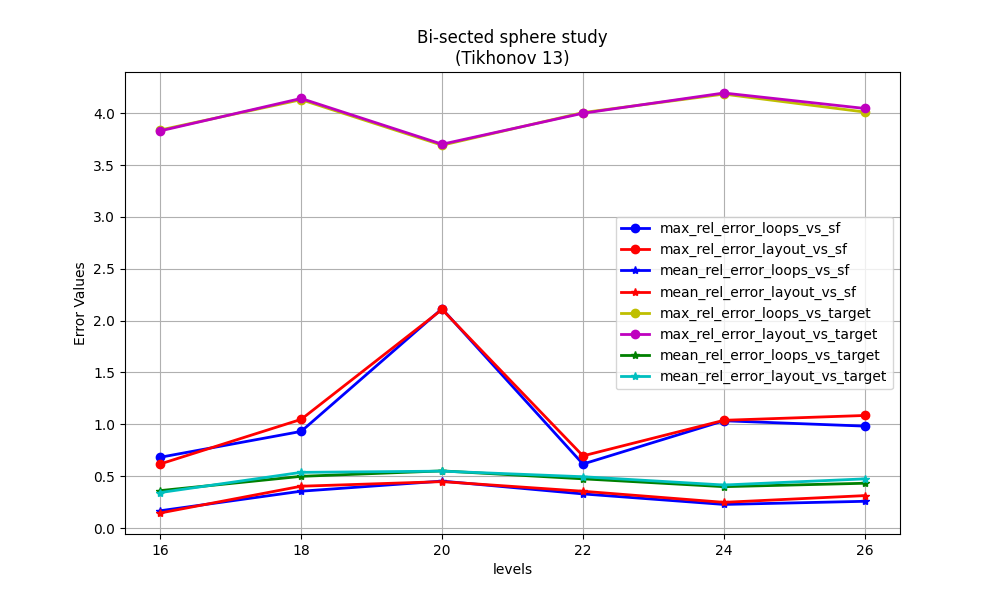 Bi-sected sphere study
(Tikhonov 13)
Error Values
4.0
3.5
3.0
2.5
2.0
1.5
1.0
0.5
0.0
max_rel_error_loops_vs_sf
max_rel_error_layout_vs_sf
mean_rel_error_loops_vs_sf
mean_rel_error_layout_vs_sf
max_rel_error_loops_vs_target
max_rel_error_layout_vs_target
mean_rel_error_loops_vs_target
mean_rel_error_layout_vs_target
16 18 20 22 24 26
levels